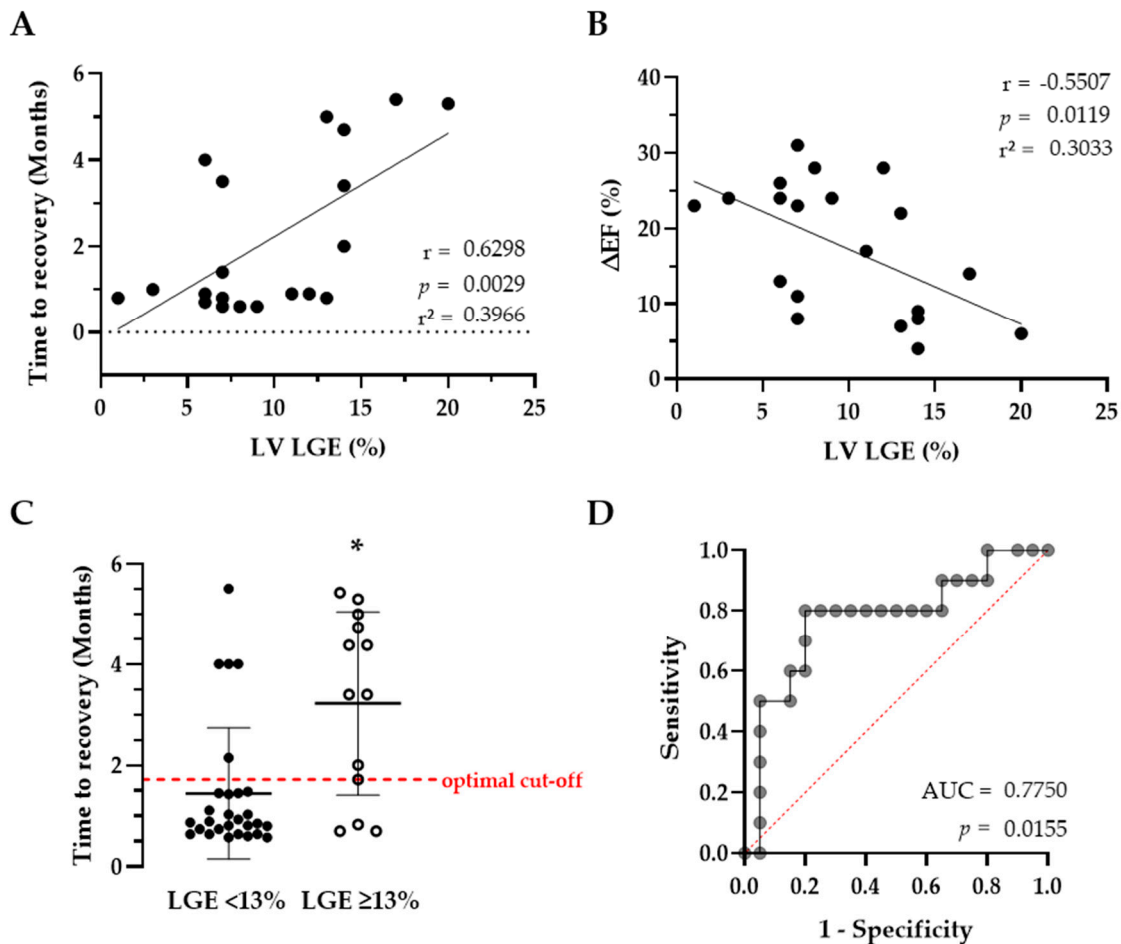 A
Time to recovery (Months)
6
4
2
0
r = 0.6298
p = 0.0029
r² = 0.3966
0 5 10 15 20 25
LV LGE (%)
B
ΔEF (%)
40
30
20
10
0
r = -0.5507
p = 0.0119
r² = 0.3033
0 5 10 15 20 25
LV LGE (%)
C
Time to recovery (Months)
6
4
2
0
*
optimal cut-off
LGE <13% LGE ≥13%
D
Sensitivity
1.0
0.8
0.6
0.4
0.2
0.0
AUC = 0.7750
p = 0.0155
0.0 0.2 0.4 0.6 0.8 1.0
1 - Specificity